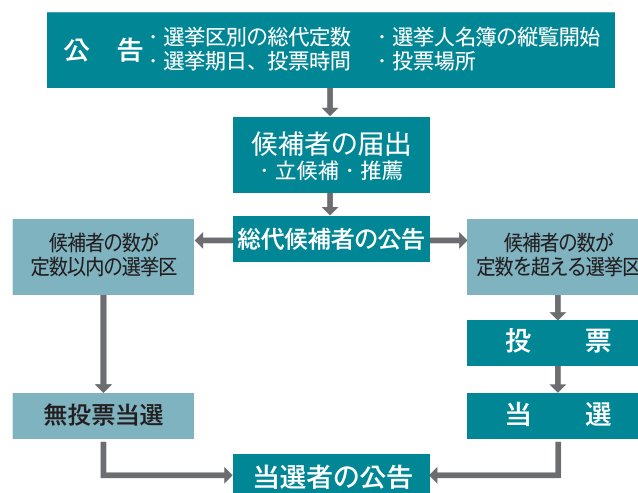 公　告
・選挙区別の総代定数　・選挙人名簿の縦覧開始
・選挙期日、投票時間　・投票場所
候補者の届出
・立候補・推薦
総代候補者の公告
候補者の数が
定数以内の選挙区
候補者の数が
定数を超える選挙区
投　票
無投票当選
当　選
当選者の公告